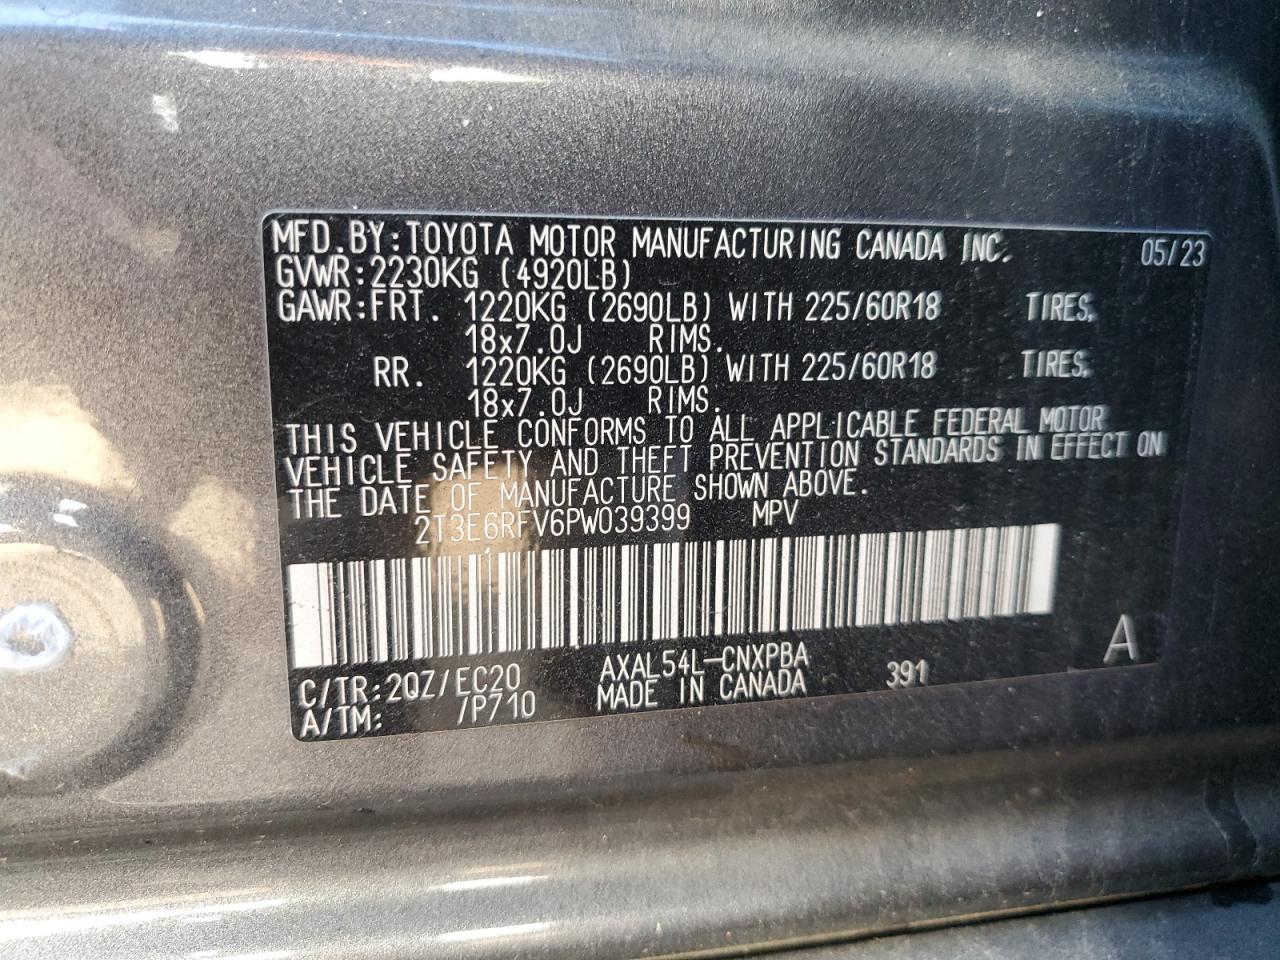 MFD.BY:TOYOTA MOTOR MANUFACTURING CANADA INC. 05/23
GVWR:2230KG (4920LB)
GAWR:FRT. 1220KG (2690LB) WITH 225/60R18 TIRES,
18x7.0J RIMS.
RR. 1220KG (2690LB) WITH 225/60R18 TIRES,
18x7.0J RIMS.
THIS VEHICLE CONFORMS TO ALL APPLICABLE FEDERAL MOTOR
VEHICLE SAFETY AND THEFT PREVENTION STANDARDS IN EFFECT ON
THE DATE OF MANUFACTURE SHOWN ABOVE.
2T3E6RFV6PW039399 MPV
C/TR:2QZ/EC20 AXAL54L-CNXPBA 391 A
A/TM: /P710 MADE IN CANADA